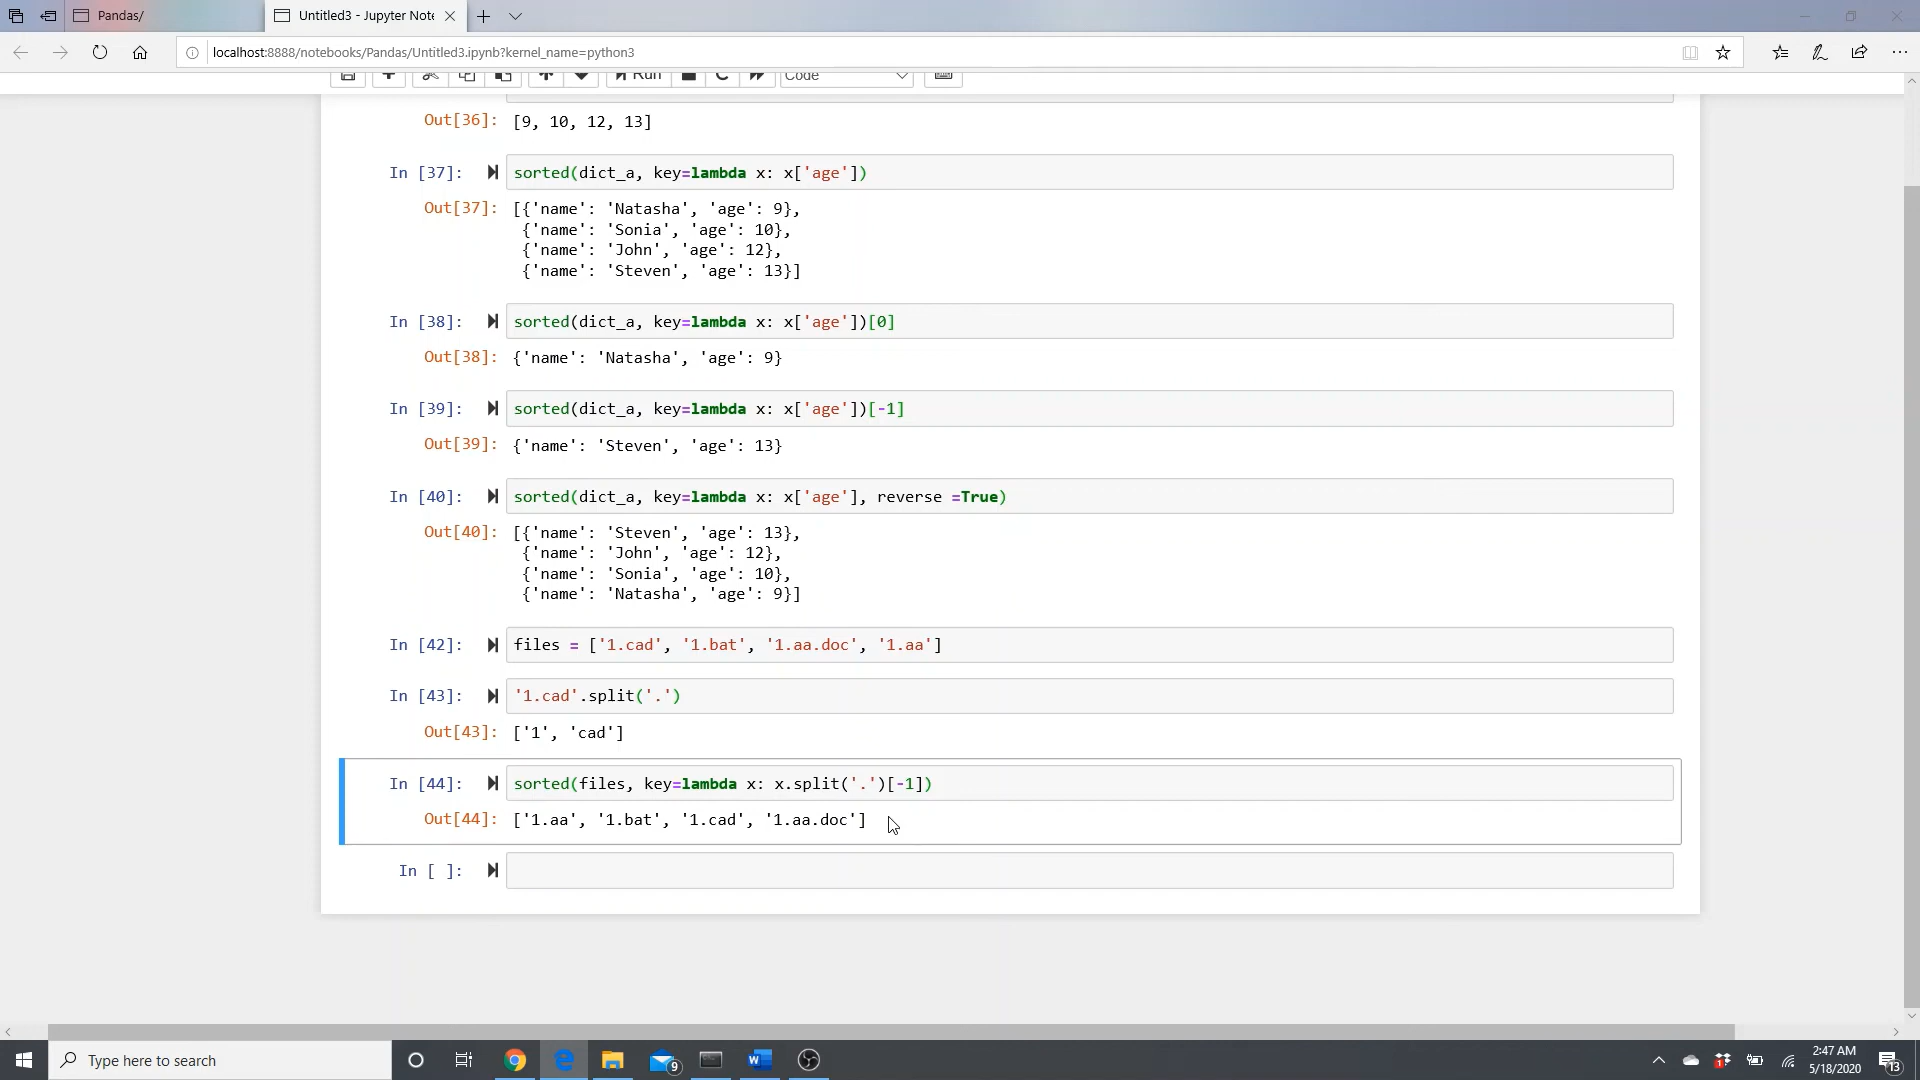 Pandas/
Untitled3 - Jupyter Note
localhost:8888/notebooks/Pandas/Untitled3.ipynb?kernel_name=python3
Run
Code
Out[36]: [9, 10, 12, 13]
In [37]: sorted(dict_a, key=lambda x: x['age'])
Out[37]: [{'name': 'Natasha', 'age': 9},
{'name': 'Sonia', 'age': 10},
{'name': 'John', 'age': 12},
{'name': 'Steven', 'age': 13}]
In [38]: sorted(dict_a, key=lambda x: x['age'])[0]
Out[38]: {'name': 'Natasha', 'age': 9}
In [39]: sorted(dict_a, key=lambda x: x['age'])[-1]
Out[39]: {'name': 'Steven', 'age': 13}
In [40]: sorted(dict_a, key=lambda x: x['age'], reverse =True)
Out[40]: [{'name': 'Steven', 'age': 13},
{'name': 'John', 'age': 12},
{'name': 'Sonia', 'age': 10},
{'name': 'Natasha', 'age': 9}]
In [42]: files = ['1.cad', '1.bat', '1.aa.doc', '1.aa']
In [43]: '1.cad'.split('.')
Out[43]: ['1', 'cad']
In [44]: sorted(files, key=lambda x: x.split('.')[-1])
Out[44]: ['1.aa', '1.bat', '1.cad', '1.aa.doc']
In [ ]:
Type here to search
9
1
2:47 AM
5/18/2020
13